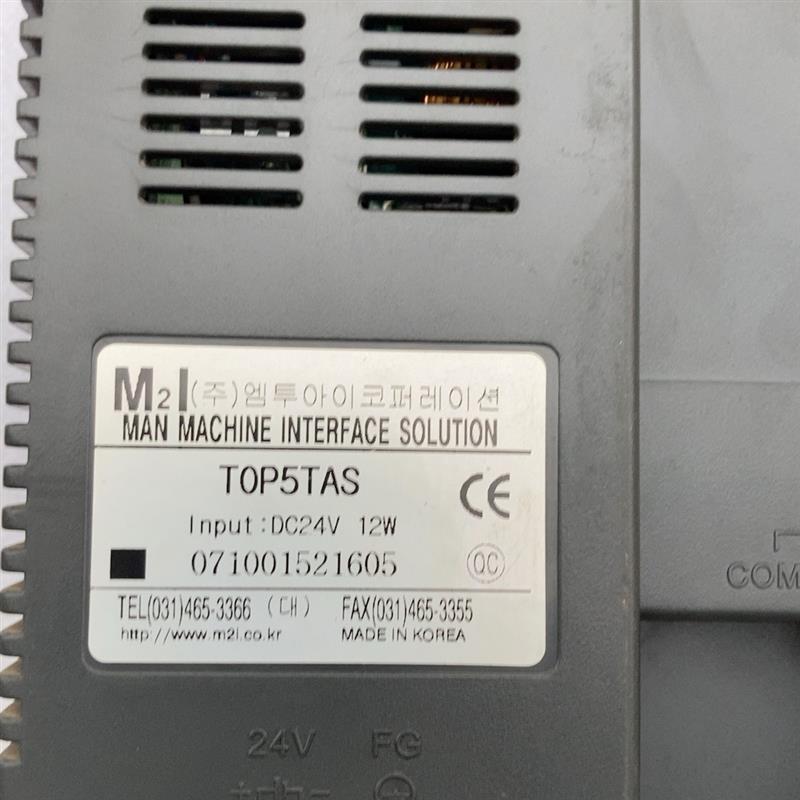 M2I (주)엠투아이코퍼레이션
MAN MACHINE INTERFACE SOLUTION
TOP5TAS
CE
Input:DC24V 12W
071001521605
QC
TEL(031)465-3366 (대) FAX(031)465-3355
http://www.m2i.co.kr MADE IN KOREA
COM
24V FG